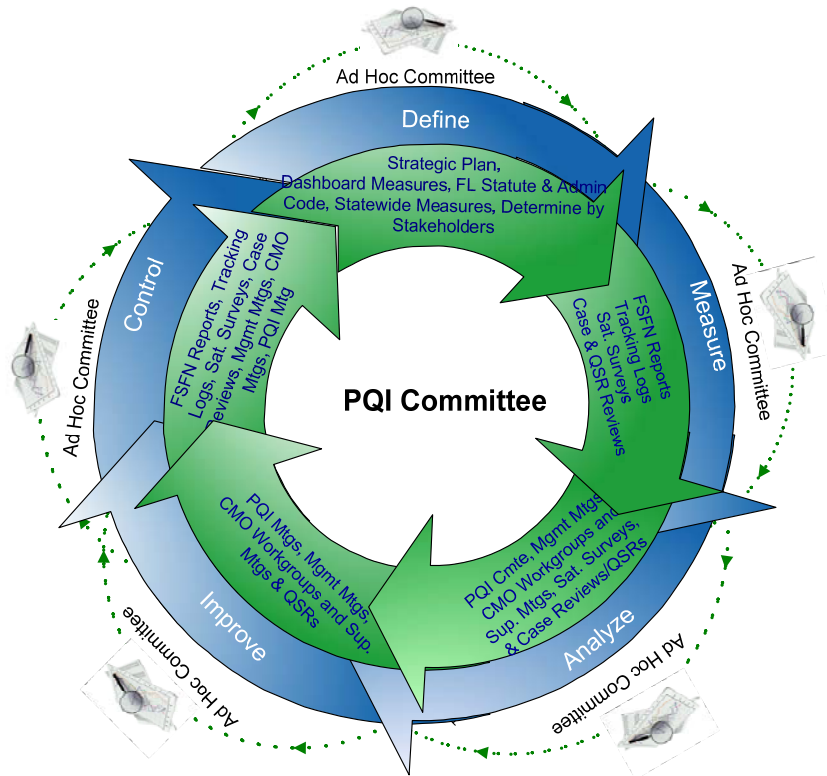 Ad Hoc Committee
Define
Strategic Plan,
Dashboard Measures, FL Statute & Admin
Code, Statewide Measures, Determine by
Stakeholders
Ad Hoc Committee
Measure
FSFN Reports
Tracking Logs
Sat. Surveys
Case & QSR Reviews
PQI Committee
Ad Hoc Committee
Analyze
PQI Cmte, Mgmt Mtgs
CMO Workgroups and
Sup. Mtgs, Sat. Surveys,
& Case Reviews/QSRs
Ad Hoc Committee
Improve
PQI Mtgs, Mgmt Mtgs,
CMO Workgroups and Sup.
Mtgs & QSRs
Ad Hoc Committee
Control
FSFN Reports, Tracking
Logs, Sat. Surveys, Case
Reviews, Mgmt Mtgs, CMO
Mtgs, PQI Mtg